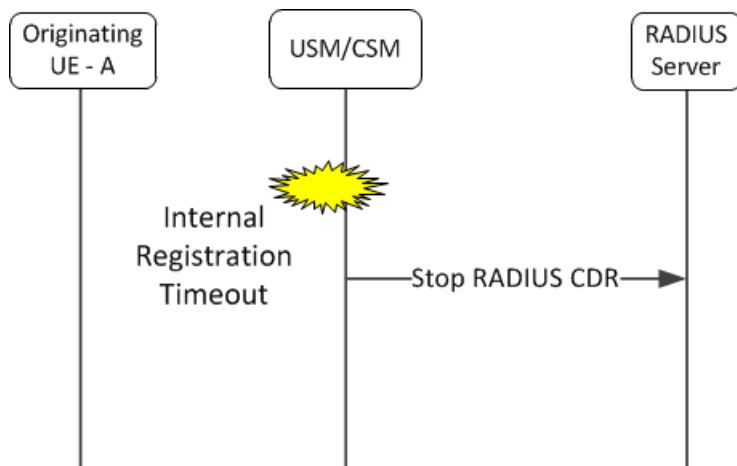 Originating
UE - A
USM/CSM
RADIUS
Server
Internal
Registration
Timeout
Stop RADIUS CDR